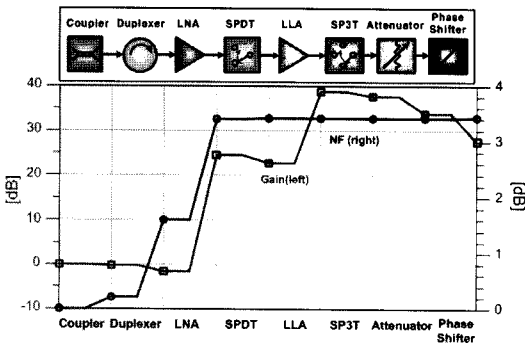 Coupler Duplexer LNA SPDT LLA SP3T Attenuator Phase Shifter
40
30
20
10
0
-10
[dB]
4
3
2
1
0
[dB]
NF (right)
Gain(left)
Coupler Duplexer LNA SPDT LLA SP3T Attenuator Phase Shifter